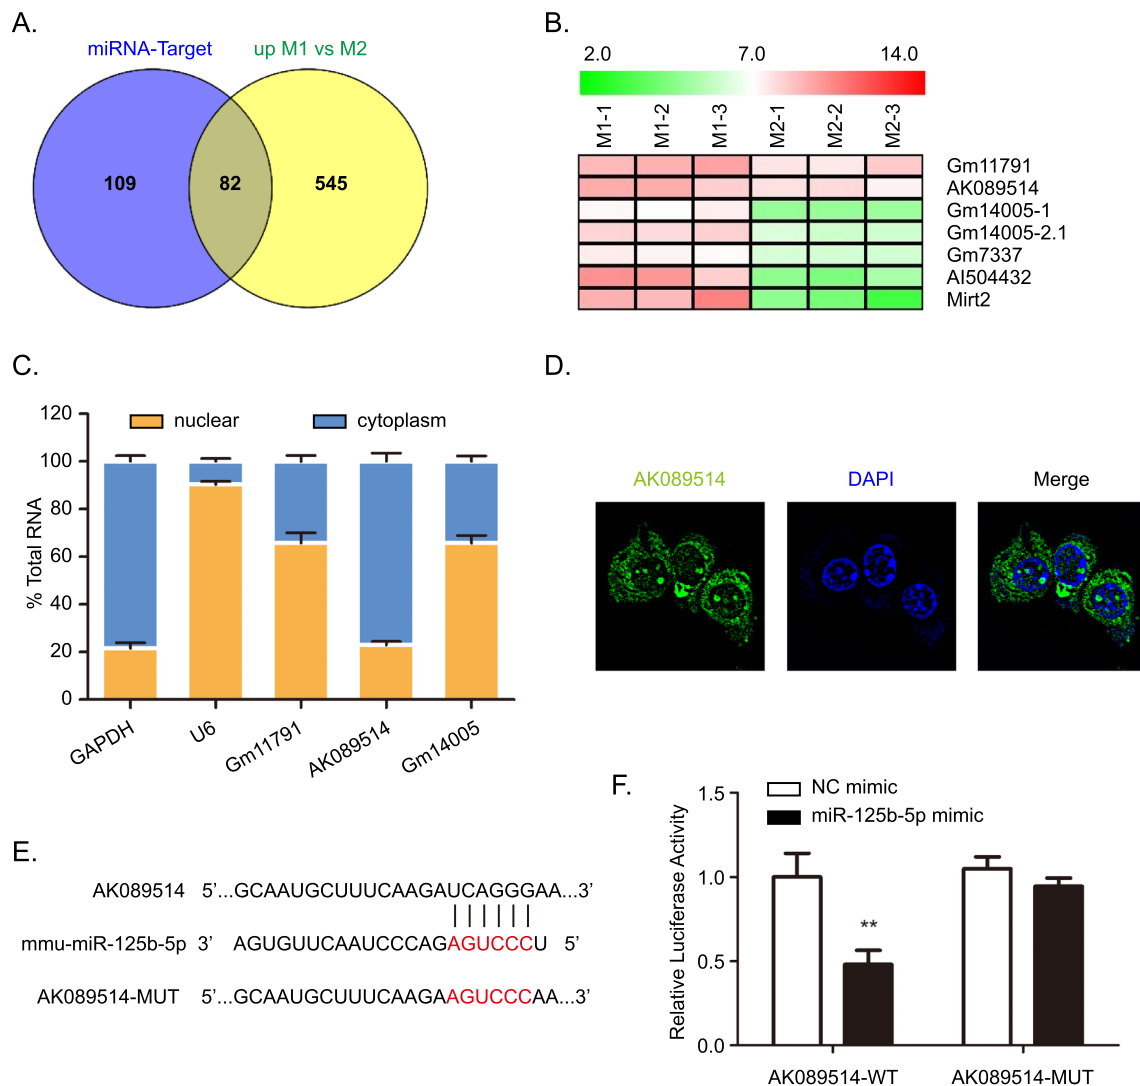 A.
miRNA-Target up M1 vs M2
109 82 545
B.
2.0 7.0 14.0
M1-1 M1-2 M1-3 M2-1 M2-2 M2-3
Gm11791
AK089514
Gm14005-1
Gm14005-2.1
Gm7337
AI504432
Mirt2
C.
nuclear cytoplasm
% Total RNA
120
100
80
60
40
20
0
GAPDH U6 Gm11791 AK089514 Gm14005
D.
AK089514 DAPI Merge
E.
AK089514 5’...GCAAUGCUUUCAAGAUCAGGGAA...3’
mmu-miR-125b-5p 3’ AGUGUUCAAUCCCAGAGUCCCU 5’
AK089514-MUT 5’...GCAAUGCUUUCAAGAAGUCCCAA...3’
F.
NC mimic
miR-125b-5p mimic
Relative Luciferase Activity
1.5
1.0
0.5
0.0
**
AK089514-WT AK089514-MUT